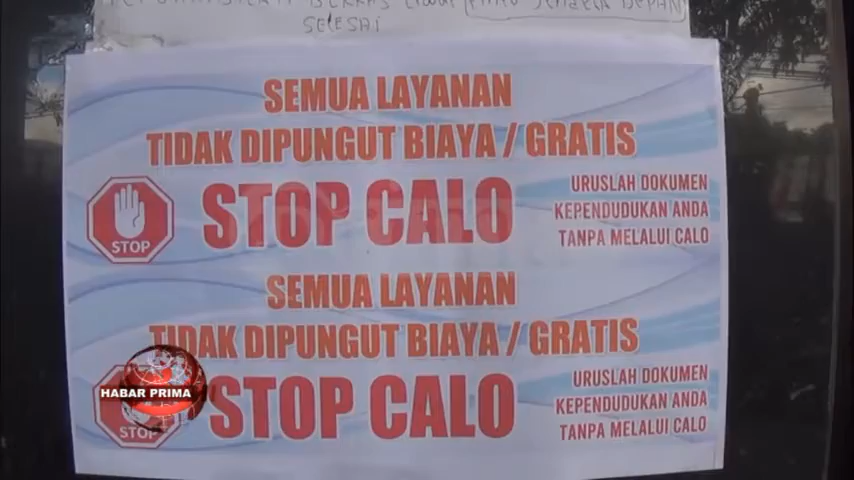 BERKAS
SELESAI
SEMUA LAYANAN
TIDAK DIPUNGUT BIAYA / GRATIS
STOP
STOP CALO
URUSLAH DOKUMEN
KEPENDUDUKAN ANDA
TANPA MELALUI CALO
SEMUA LAYANAN
TIDAK DIPUNGUT BIAYA / GRATIS
HABAR PRIMA
STOP
STOP CALO
URUSLAH DOKUMEN
KEPENDUDUKAN ANDA
TANPA MELALUI CALO